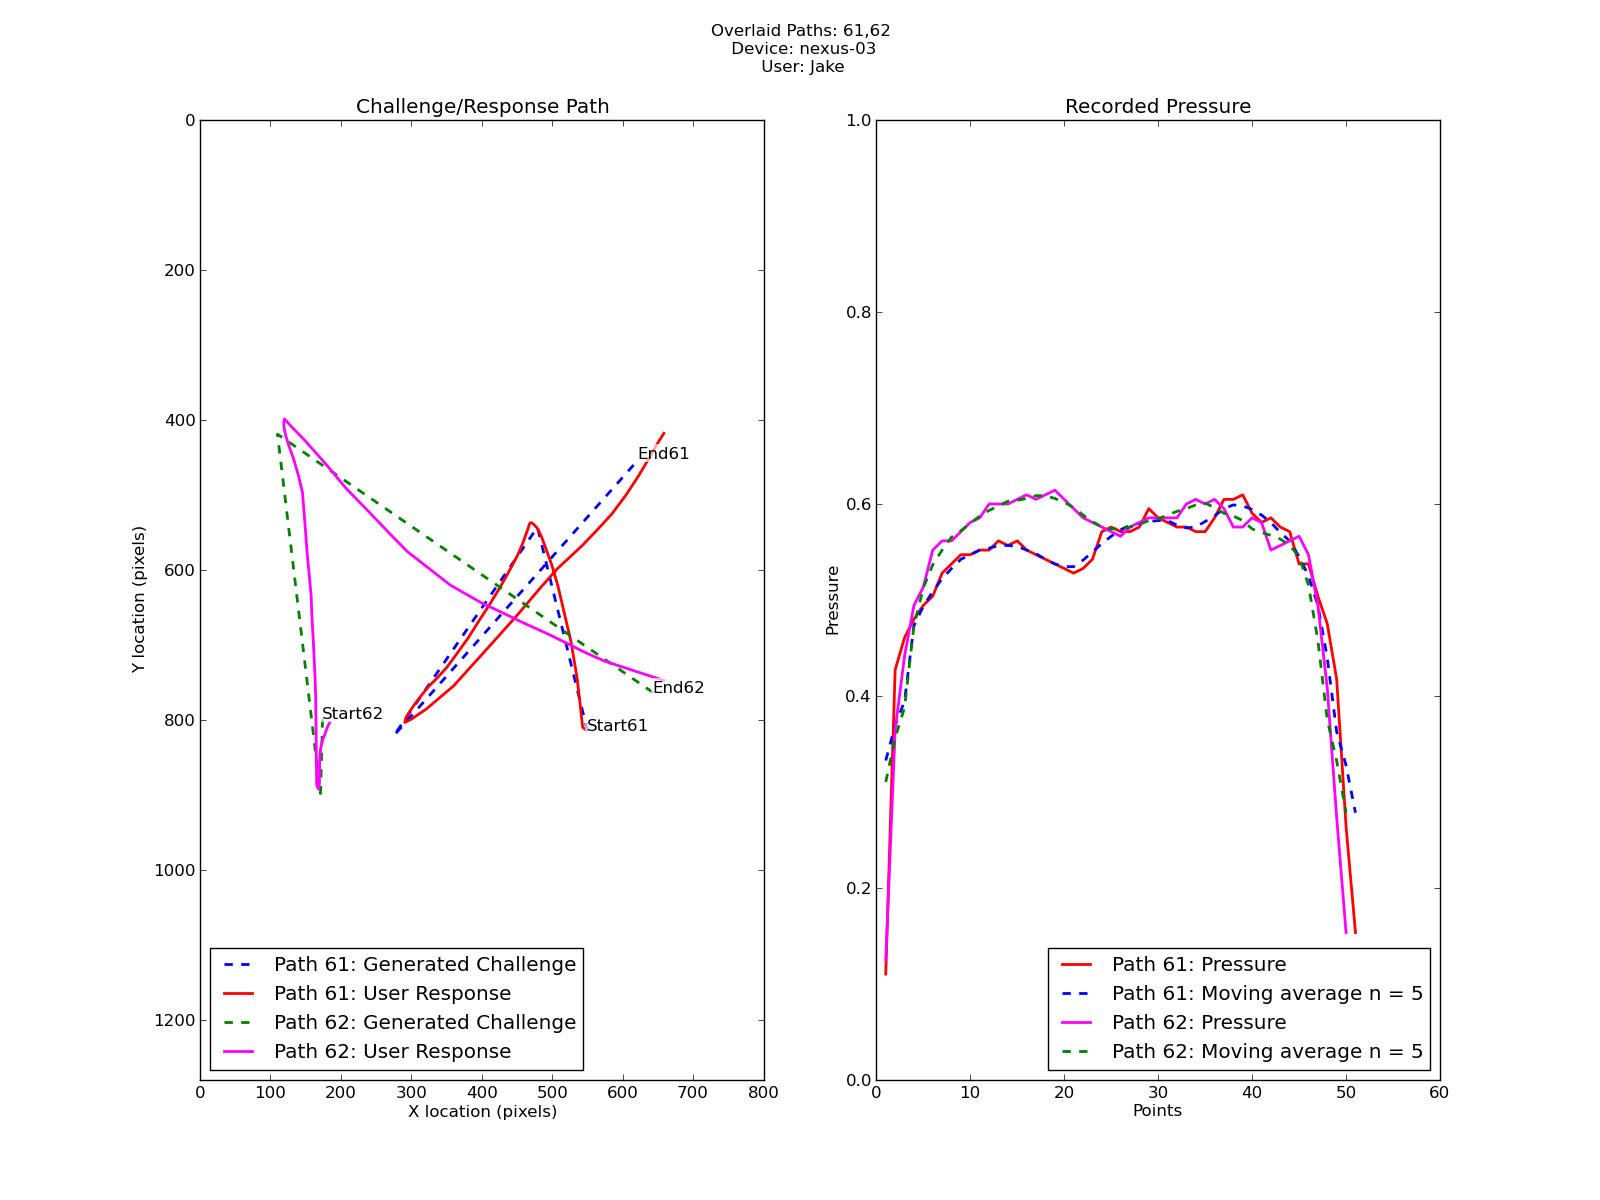 Overlaid Paths: 61,62
Device: nexus-03
User: Jake
Challenge/Response Path
0
200
400
600
800
1000
1200
Y location (pixels)
End61
End62
Start62
Start61
Path 61: Generated Challenge
Path 61: User Response
Path 62: Generated Challenge
Path 62: User Response
0 100 200 300 400 500 600 700 800
X location (pixels)
Recorded Pressure
1.0
0.8
0.6
0.4
0.2
0.0
Pressure
Path 61: Pressure
Path 61: Moving average n = 5
Path 62: Pressure
Path 62: Moving average n = 5
0 10 20 30 40 50 60
Points